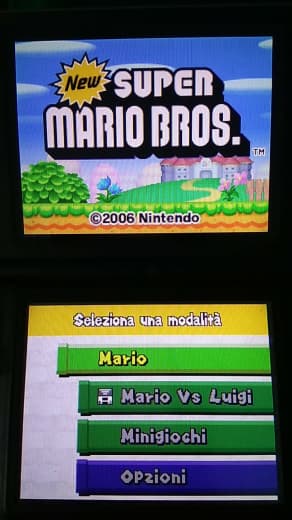 New SUPER
MARIO BROS.
TM
©2006 Nintendo
Seleziona una modalità
Mario
Mario Vs Luigi
Minigiochi
Opzioni